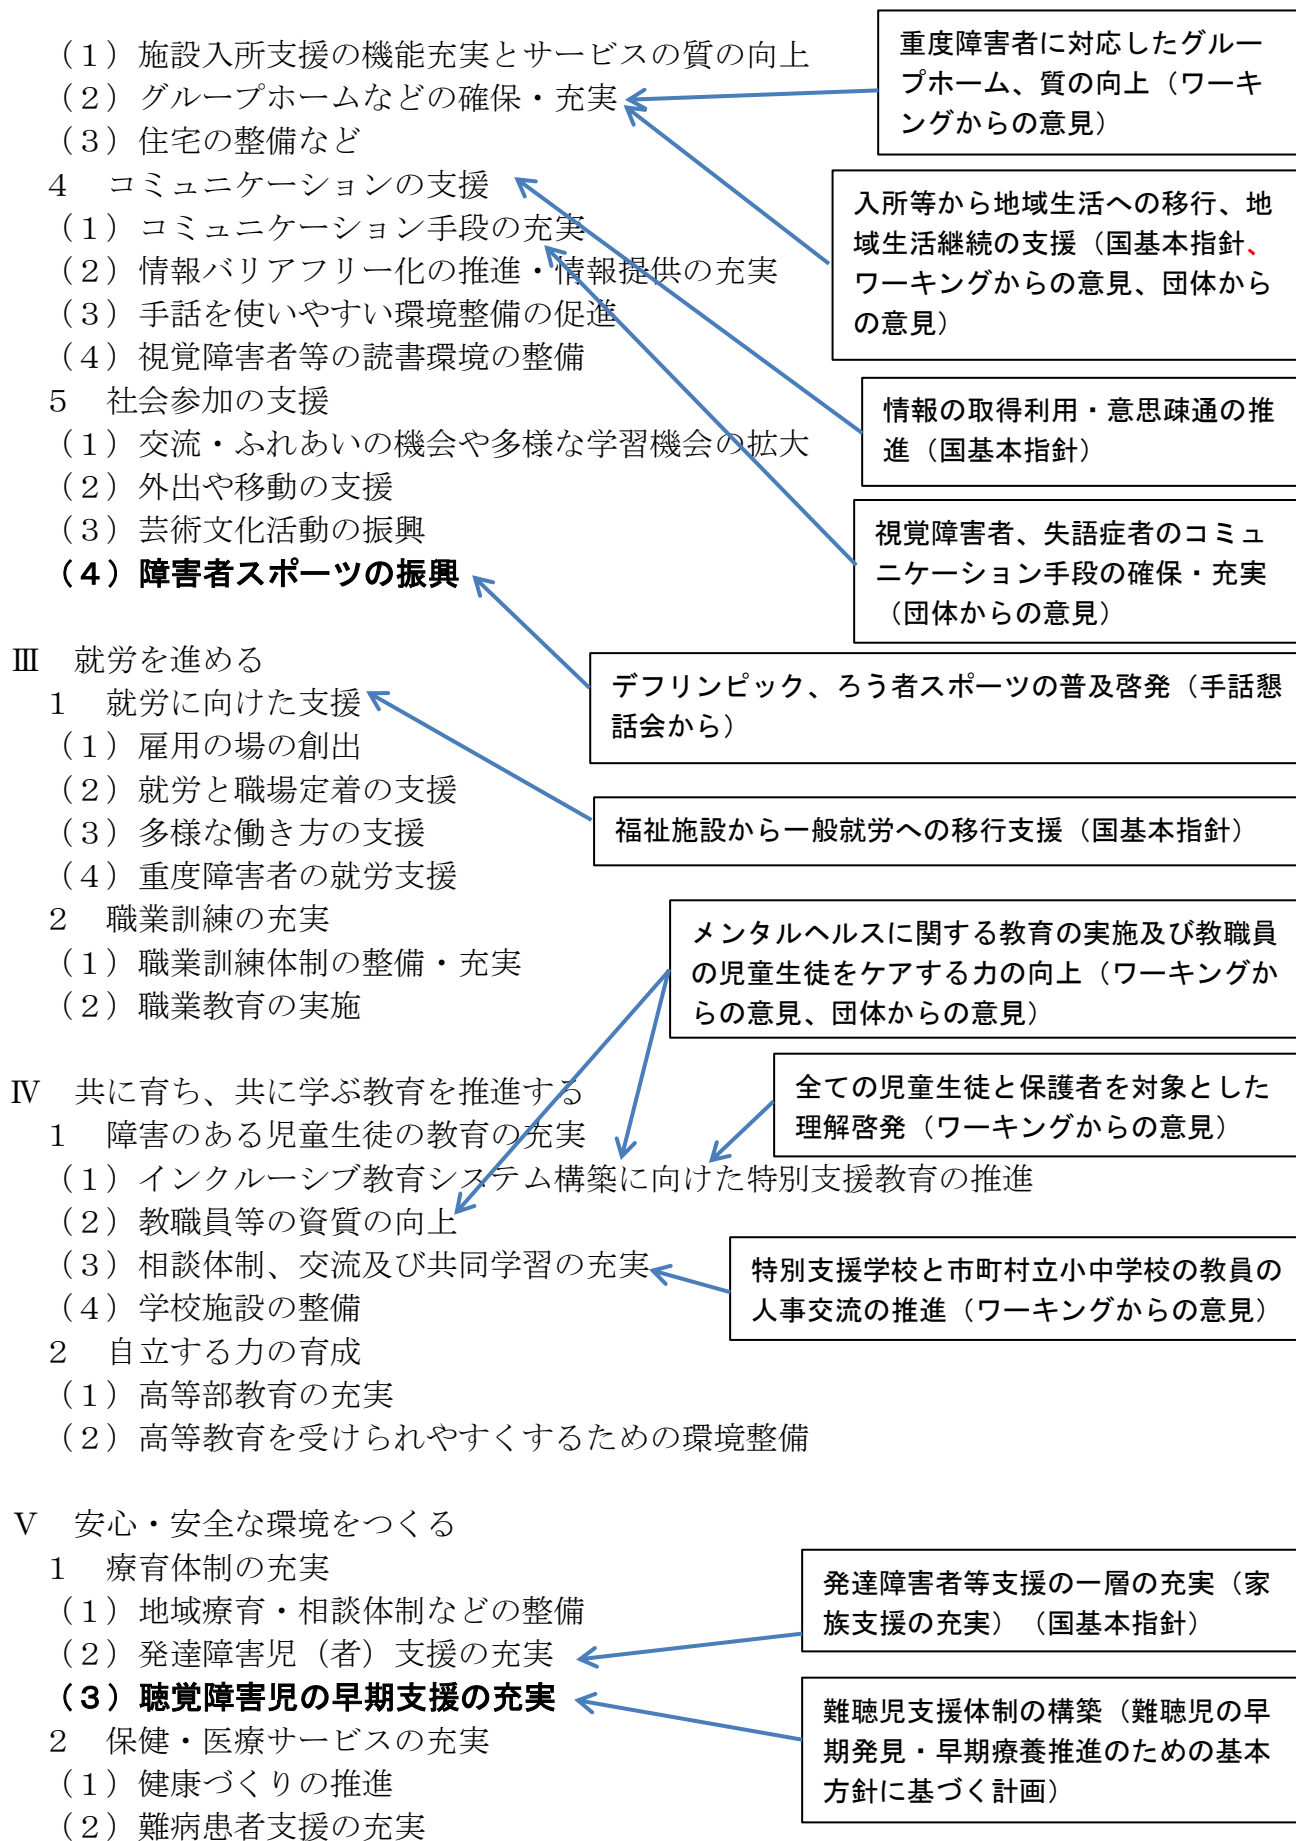 （１）施設入所支援の機能充実とサービスの質の向上
（２）グループホームなどの確保・充実
（３）住宅の整備など
４　コミュニケーションの支援
（１）コミュニケーション手段の充実
（２）情報バリアフリー化の推進・情報提供の充実
（３）手話を使いやすい環境整備の促進
（４）視覚障害者等の読書環境の整備
５　社会参加の支援
（１）交流・ふれあいの機会や多様な学習機会の拡大
（２）外出や移動の支援
（３）芸術文化活動の振興
（４）障害者スポーツの振興
重度障害者に対応したグルー
プホーム、質の向上（ワーキ
ングからの意見）
入所等から地域生活への移行、地
域生活継続の支援（国基本指針、
ワーキングからの意見、団体から
の意見）
情報の取得利用・意思疎通の推
進（国基本指針）
視覚障害者、失語症者のコミュ
ニケーション手段の確保・充実
（団体からの意見）
デフリンピック、ろう者スポーツの普及啓発（手話懇
話会から）
Ⅲ　就労を進める
１　就労に向けた支援
（１）雇用の場の創出
（２）就労と職場定着の支援
（３）多様な働き方の支援
（４）重度障害者の就労支援
２　職業訓練の充実
（１）職業訓練体制の整備・充実
（２）職業教育の実施
福祉施設から一般就労への移行支援（国基本指針）
メンタルヘルスに関する教育の実施及び教職員
の児童生徒をケアする力の向上（ワーキングか
らの意見、団体からの意見）
Ⅳ　共に育ち、共に学ぶ教育を推進する
１　障害のある児童生徒の教育の充実
（１）インクルーシブ教育システム構築に向けた特別支援教育の推進
（２）教職員等の資質の向上
（３）相談体制、交流及び共同学習の充実
（４）学校施設の整備
２　自立する力の育成
（１）高等部教育の充実
（２）高等教育を受けられやすくするための環境整備
全ての児童生徒と保護者を対象とした
理解啓発（ワーキングからの意見）
特別支援学校と市町村立小中学校の教員の
人事交流の推進（ワーキングからの意見）
Ⅴ　安心・安全な環境をつくる
１　療育体制の充実
（１）地域療育・相談体制などの整備
（２）発達障害児（者）支援の充実
（３）聴覚障害児の早期支援の充実
２　保健・医療サービスの充実
（１）健康づくりの推進
（２）難病患者支援の充実
発達障害者等支援の一層の充実（家
族支援の充実）（国基本指針）
難聴児支援体制の構築（難聴児の早
期発見・早期療養推進のための基本
方針に基づく計画）